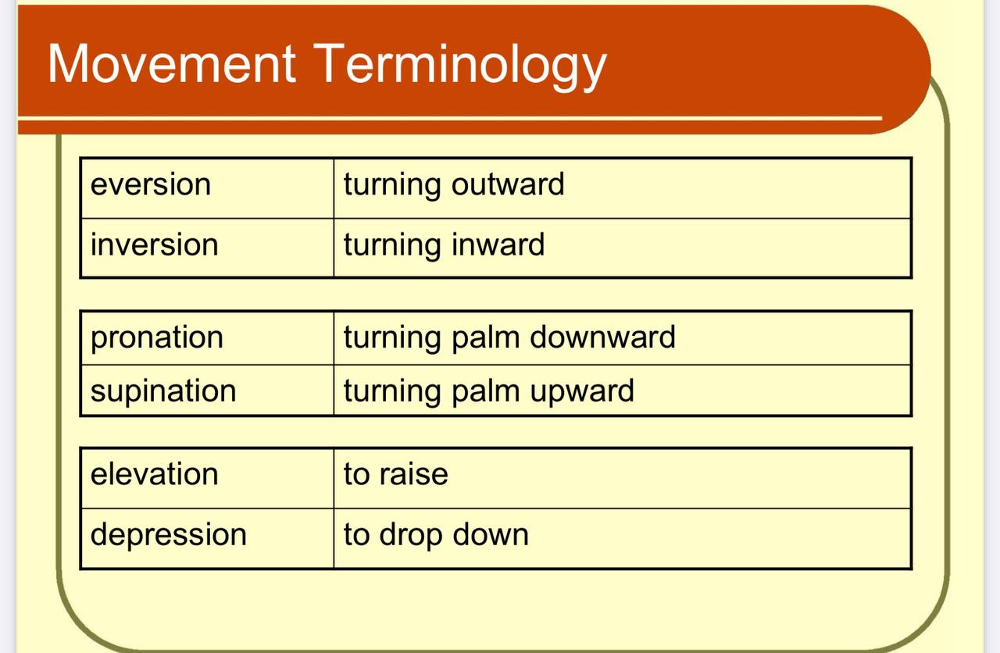 Movement Terminology
eversion turning outward
inversion turning inward
pronation turning palm downward
supination turning palm upward
elevation to raise
depression to drop down